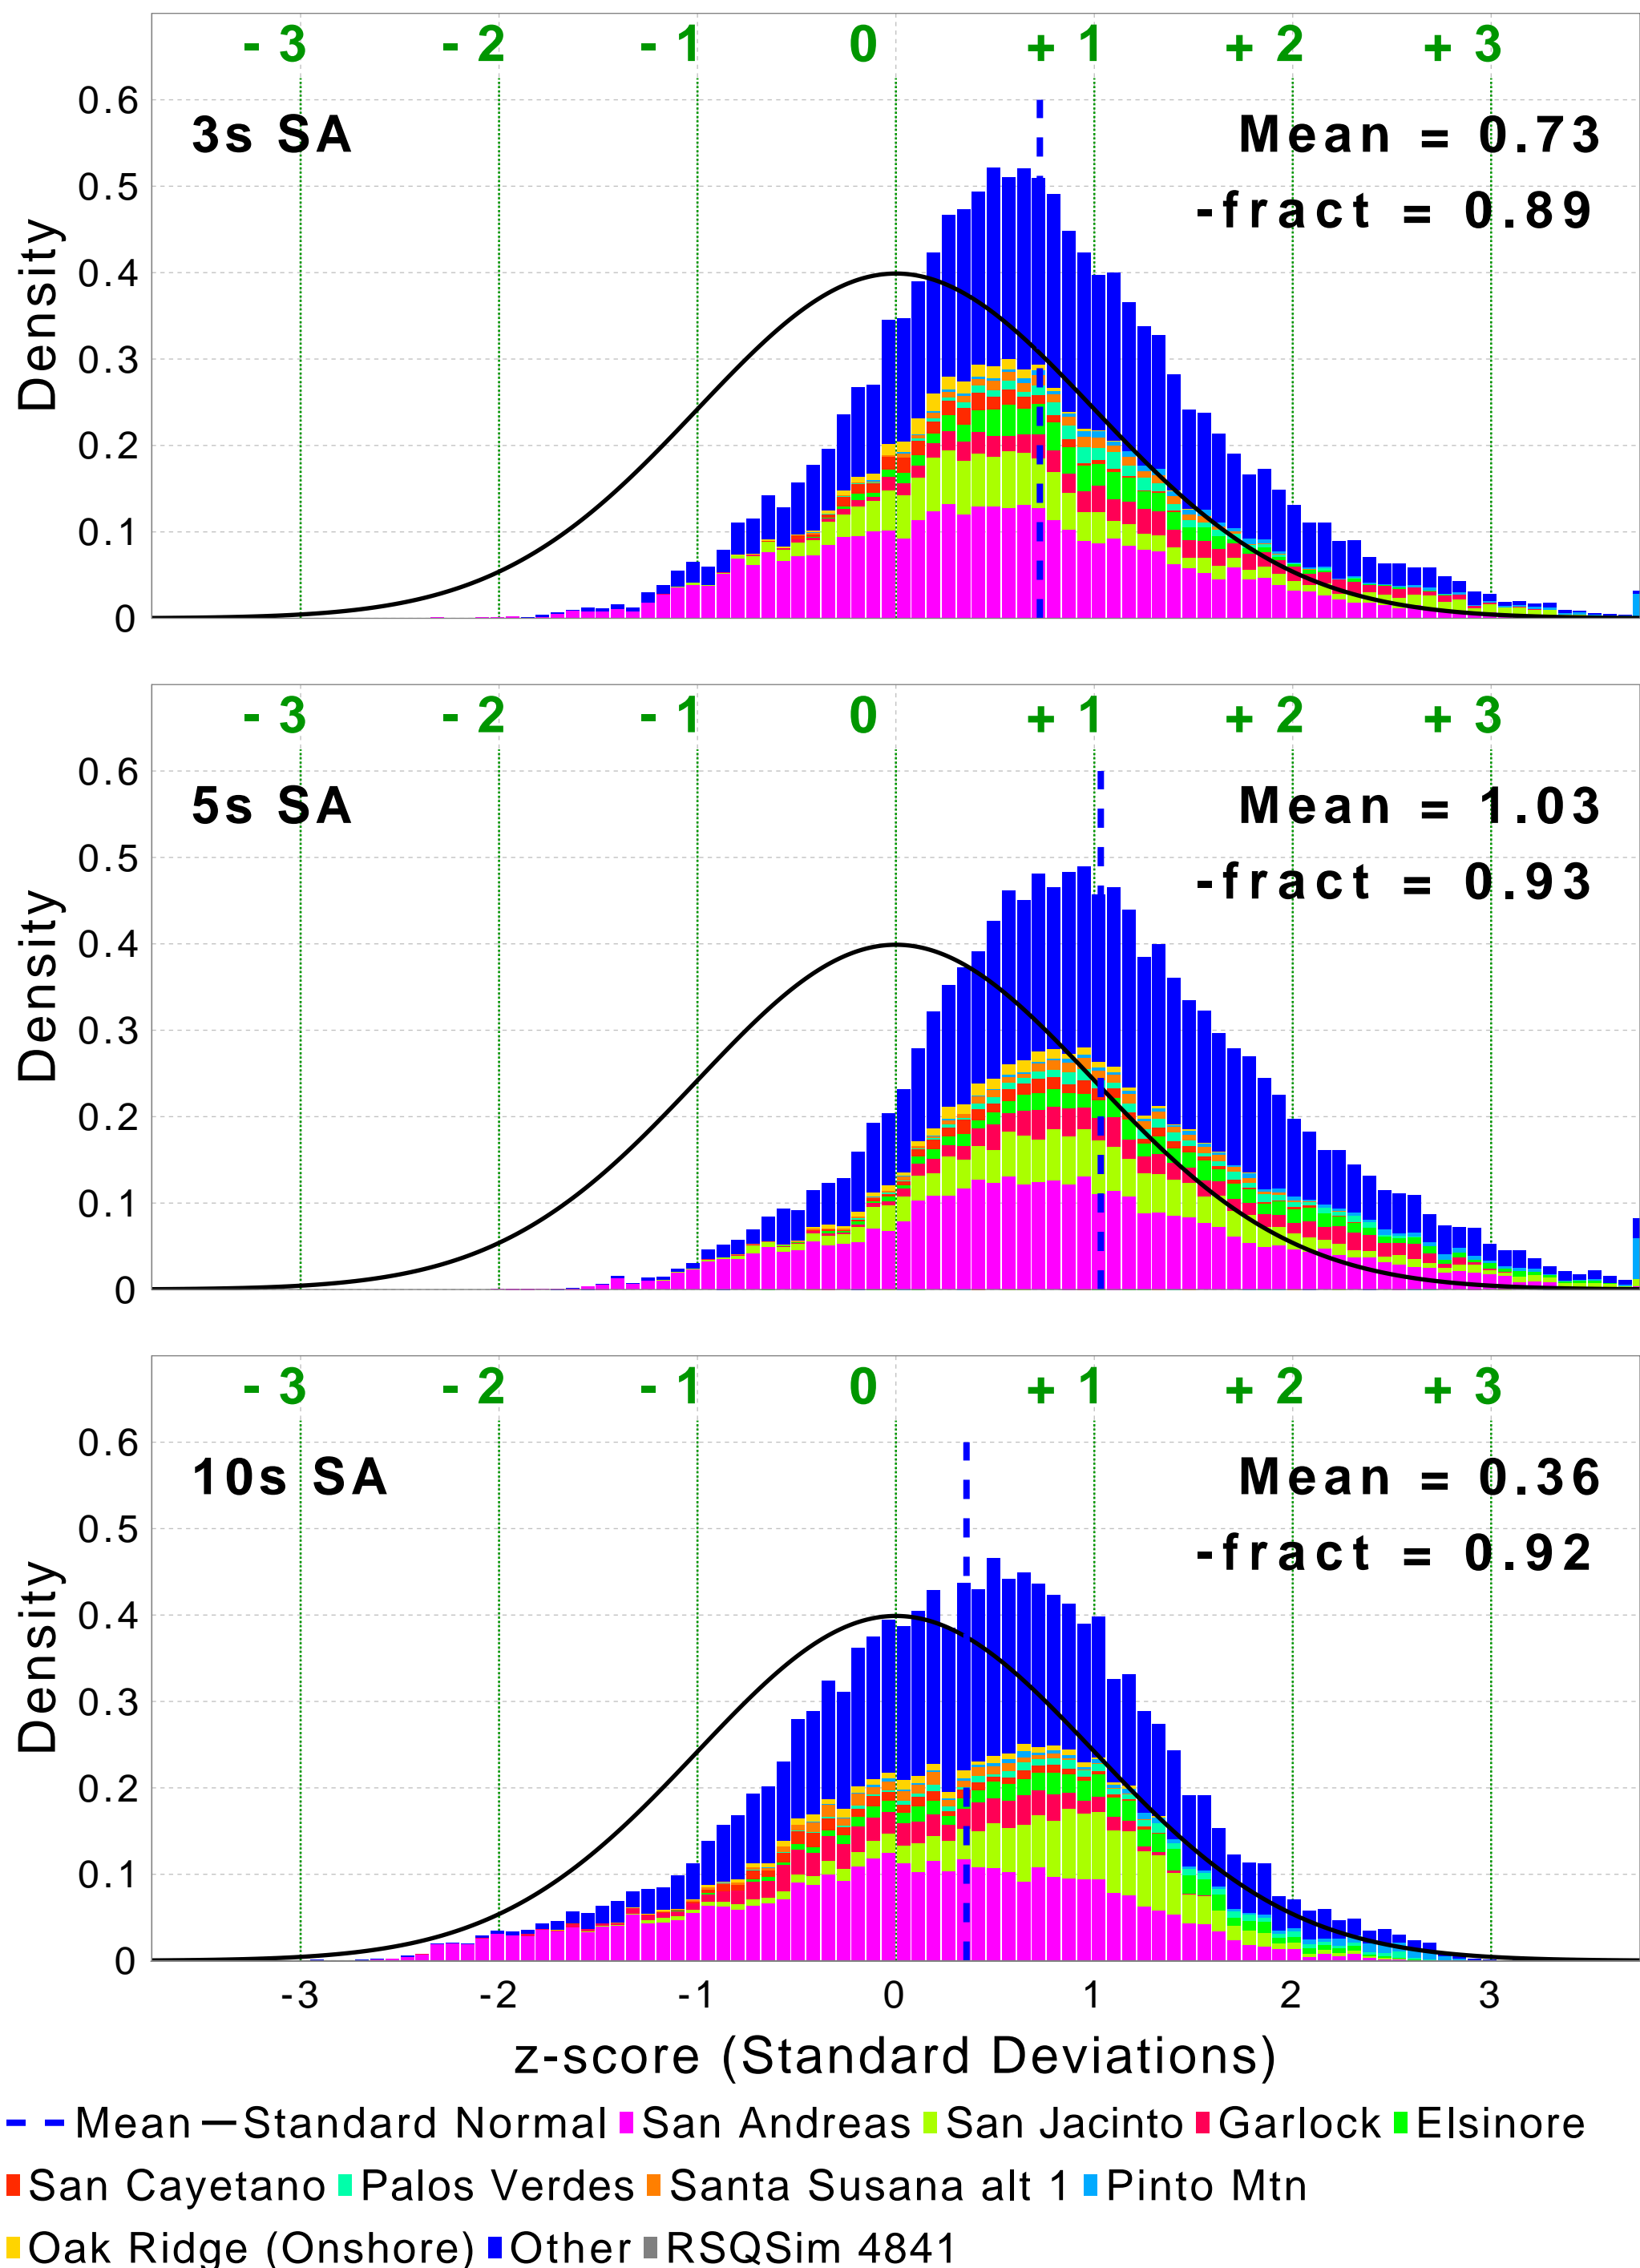 - 3 - 2 - 1 0 + 1 + 2 + 3
0.6
3s SA Mean = 0.73
0.5
-fract = 0.89
0.4
0.3
0.2
0.1
0
Density
- 3 - 2 - 1 0 + 1 + 2 + 3
0.6
5s SA Mean = 1.03
0.5
-fract = 0.93
0.4
0.3
0.2
0.1
0
Density
- 3 - 2 - 1 0 + 1 + 2 + 3
0.6
10s SA Mean = 0.36
0.5
-fract = 0.92
0.4
0.3
0.2
0.1
0
Density
-3 -2 -1 0 1 2 3
z-score (Standard Deviations)
Mean Standard Normal San Andreas San Jacinto Garlock Elsinore
San Cayetano Palos Verdes Santa Susana alt 1 Pinto Mtn
Oak Ridge (Onshore) Other RSQSim 4841